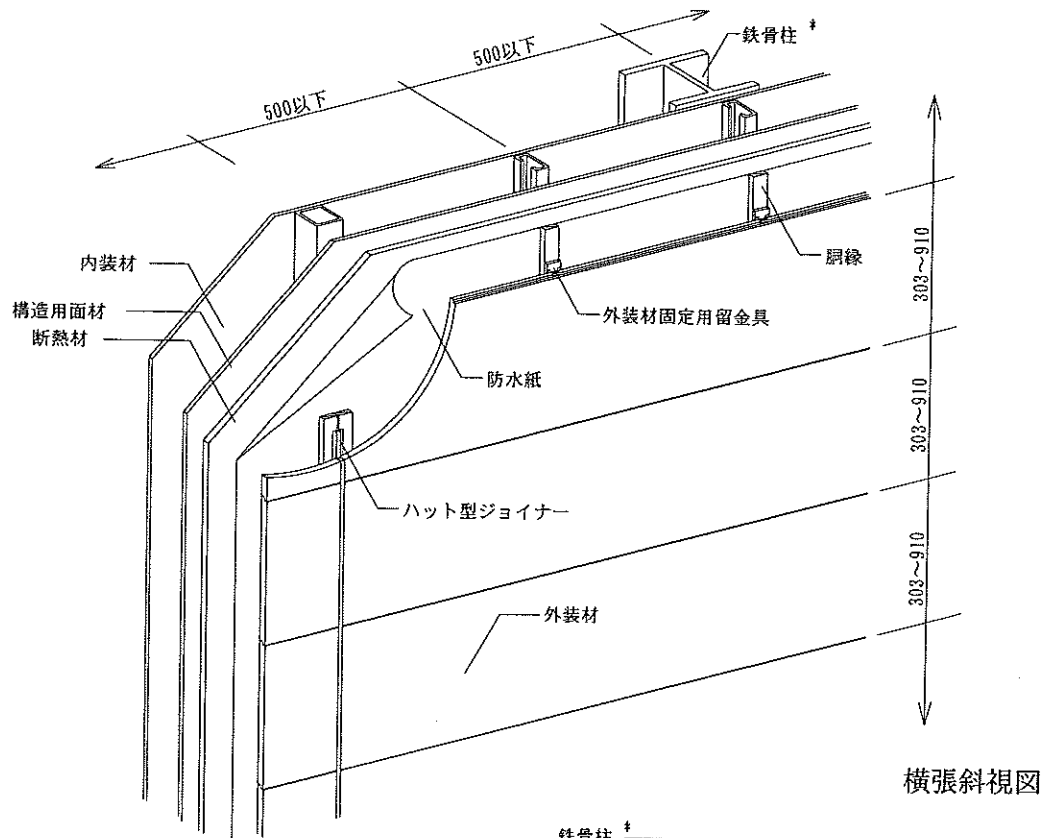 500以下
500以下
鉄骨柱 *
内装材
構造用面材
断熱材
胴縁
外装材固定用留金具
防水紙
ハット型ジョイナー
外装材
303～910
303～910
303～910
横張斜視図
鉄骨柱 *